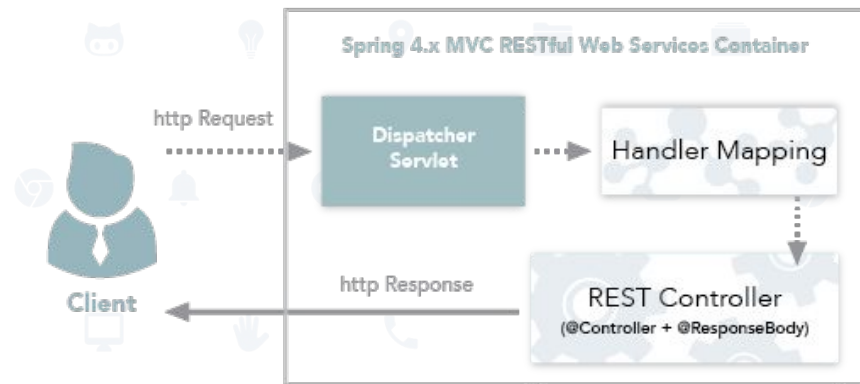 Spring 4.x MVC RESTful Web Services Container
http Request
Dispatcher
Servlet
Handler Mapping
Client
http Response
REST Controller
(@Controller + @ResponseBody)